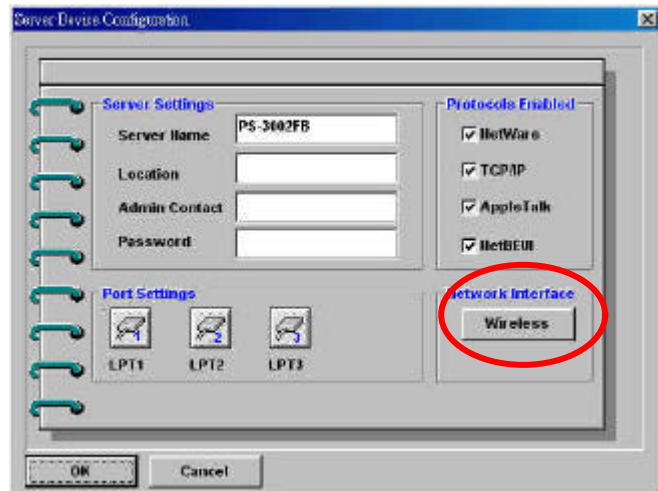 Server Device Configuration
Server Settings
Server Name
PS-3002FB
Location
Admin Contact
Password
Protocols Enabled
NetWare
TCP/IP
AppleTalk
NetBEUI
Port Settings
1
2
3
LPT1
LPT2
LPT3
Network Interface
Wireless
OK
Cancel